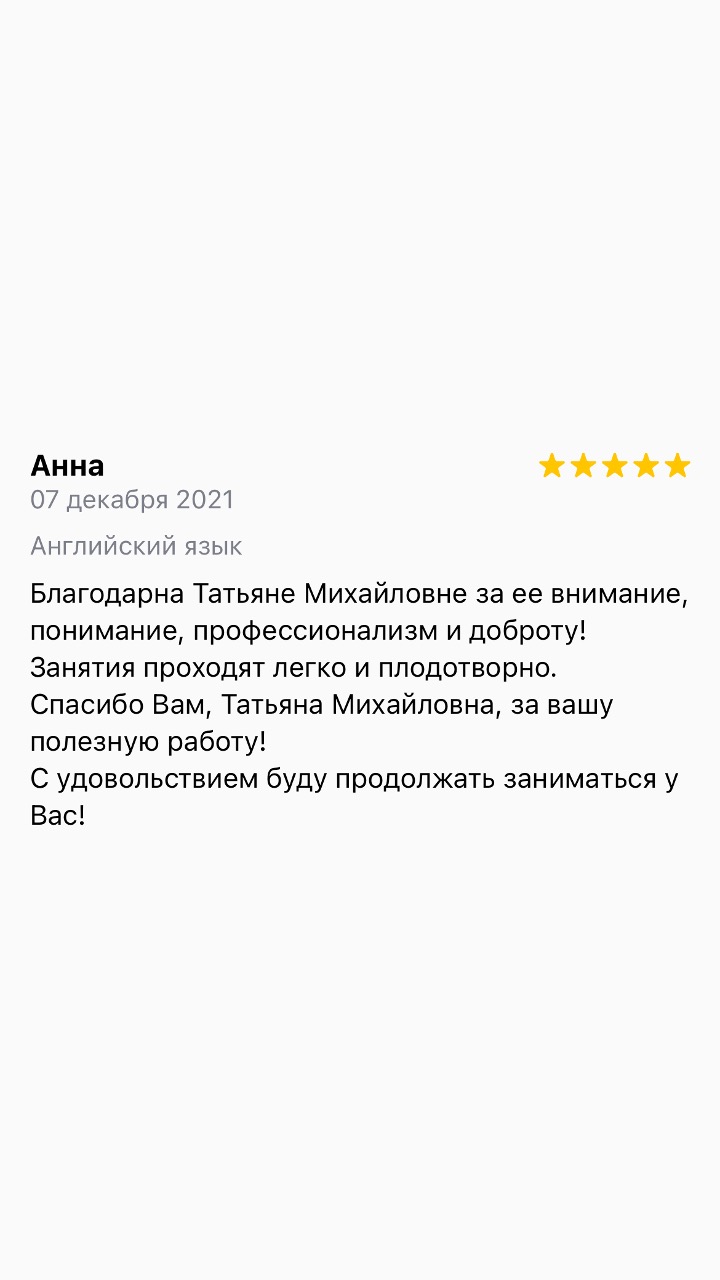 Анна
07 декабря 2021
Английский язык
Благодарна Татьяне Михайловне за ее внимание,
понимание, профессионализм и доброту!
Занятия проходят легко и плодотворно.
Спасибо Вам, Татьяна Михайловна, за вашу
полезную работу!
С удовольствием буду продолжать заниматься у
Вас!